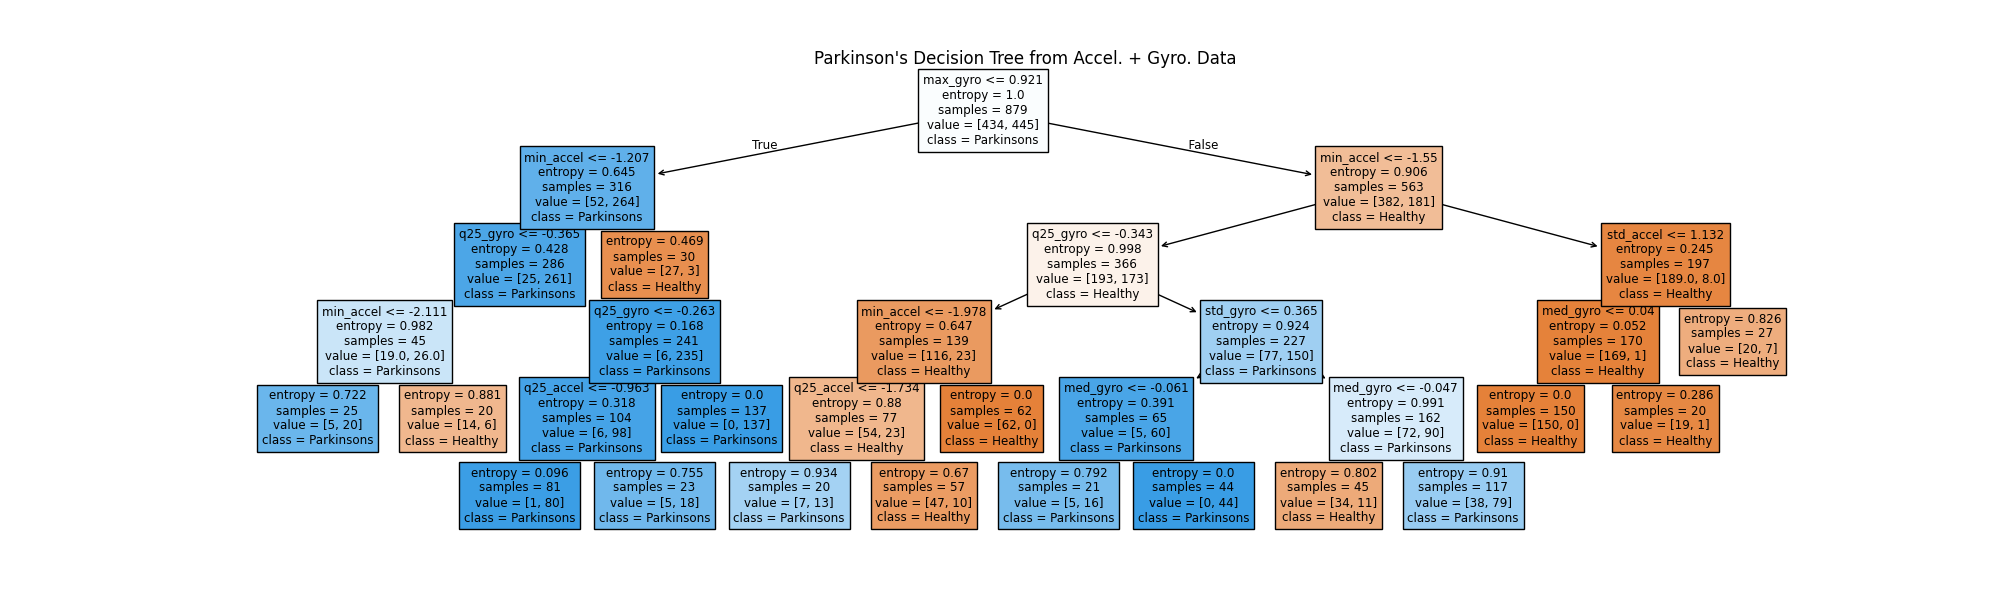 Parkinson's Decision Tree from Accel. + Gyro. Data
max_gyro <= 0.921
entropy = 1.0
samples = 879
value = [434, 445]
class = Parkinsons
True
False
min_accel <= -1.207
entropy = 0.645
samples = 316
value = [52, 264]
class = Parkinsons
min_accel <= -1.55
entropy = 0.906
samples = 563
value = [382, 181]
class = Healthy
q25_gyro <= -0.365
entropy = 0.428
samples = 286
value = [25, 261]
class = Parkinsons
entropy = 0.469
samples = 30
value = [27, 3]
class = Healthy
q25_gyro <= -0.343
entropy = 0.998
samples = 366
value = [193, 173]
class = Healthy
std_accel <= 1.132
entropy = 0.245
samples = 197
value = [189.0, 8.0]
class = Healthy
min_accel <= -2.111
entropy = 0.982
samples = 45
value = [19.0, 26.0]
class = Parkinsons
q25_gyro <= -0.263
entropy = 0.168
samples = 241
value = [6, 235]
class = Parkinsons
min_accel <= -1.978
entropy = 0.647
samples = 139
value = [116, 23]
class = Healthy
std_gyro <= 0.365
entropy = 0.924
samples = 227
value = [77, 150]
class = Parkinsons
med_gyro <= 0.04
entropy = 0.052
samples = 170
value = [169, 1]
class = Healthy
entropy = 0.826
samples = 27
value = [20, 7]
class = Healthy
entropy = 0.722
samples = 25
value = [5, 20]
class = Parkinsons
entropy = 0.881
samples = 20
value = [14, 6]
class = Healthy
q25_accel <= -0.963
entropy = 0.318
samples = 104
value = [6, 98]
class = Parkinsons
entropy = 0.0
samples = 137
value = [0, 137]
class = Parkinsons
q25_accel <= -1.734
entropy = 0.88
samples = 77
value = [54, 23]
class = Healthy
entropy = 0.0
samples = 62
value = [62, 0]
class = Healthy
med_gyro <= -0.061
entropy = 0.391
samples = 65
value = [5, 60]
class = Parkinsons
med_gyro <= -0.047
entropy = 0.991
samples = 162
value = [72, 90]
class = Parkinsons
entropy = 0.0
samples = 150
value = [150, 0]
class = Healthy
entropy = 0.286
samples = 20
value = [19, 1]
class = Healthy
entropy = 0.096
samples = 81
value = [1, 80]
class = Parkinsons
entropy = 0.755
samples = 23
value = [5, 18]
class = Parkinsons
entropy = 0.934
samples = 20
value = [7, 13]
class = Parkinsons
entropy = 0.67
samples = 57
value = [47, 10]
class = Healthy
entropy = 0.792
samples = 21
value = [5, 16]
class = Parkinsons
entropy = 0.0
samples = 44
value = [0, 44]
class = Parkinsons
entropy = 0.802
samples = 45
value = [34, 11]
class = Healthy
entropy = 0.91
samples = 117
value = [38, 79]
class = Parkinsons